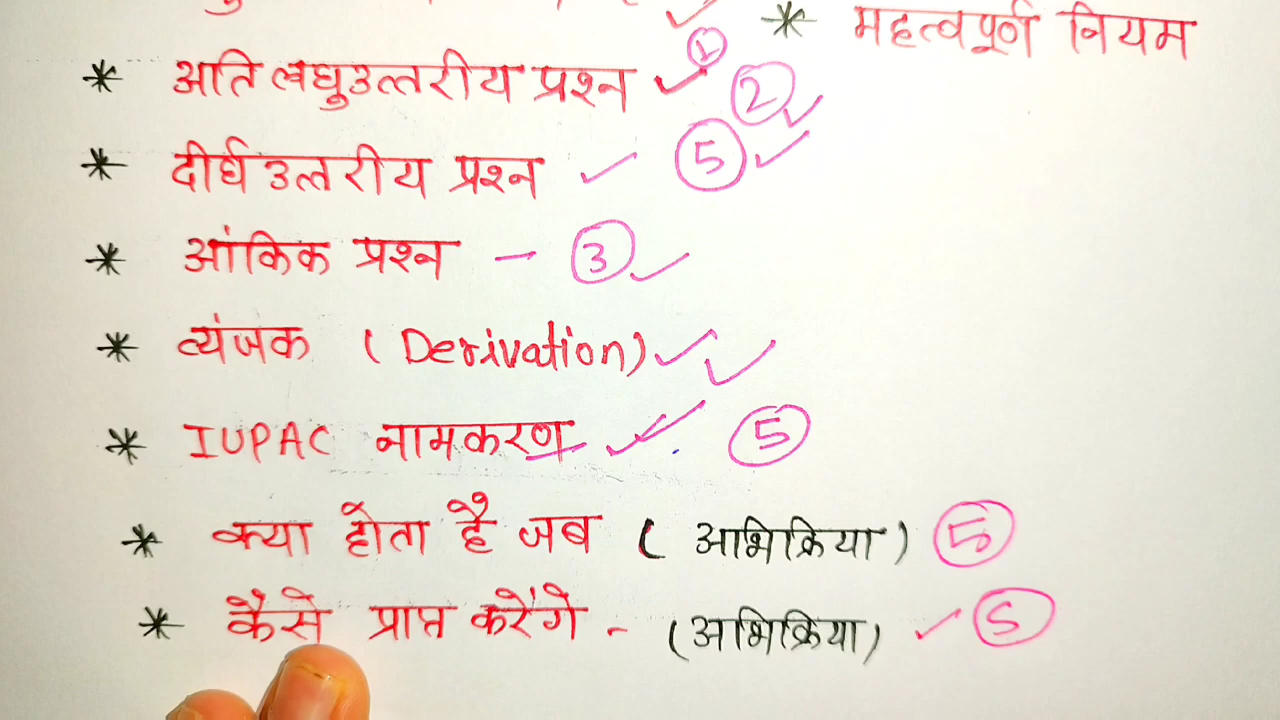 * महत्वपूर्ण नियम
* अति लघुउत्तरीय प्रश्न 1 2
* दीर्घउत्तरीय प्रश्न 5
* आंकिक प्रश्न - 3
* व्यंजक (Derivation)
* IUPAC नामकरण 5
* क्या होता है जब (अभिक्रिया) 5
* कैसे प्राप्त करेंगे - (अभिक्रिया) 5